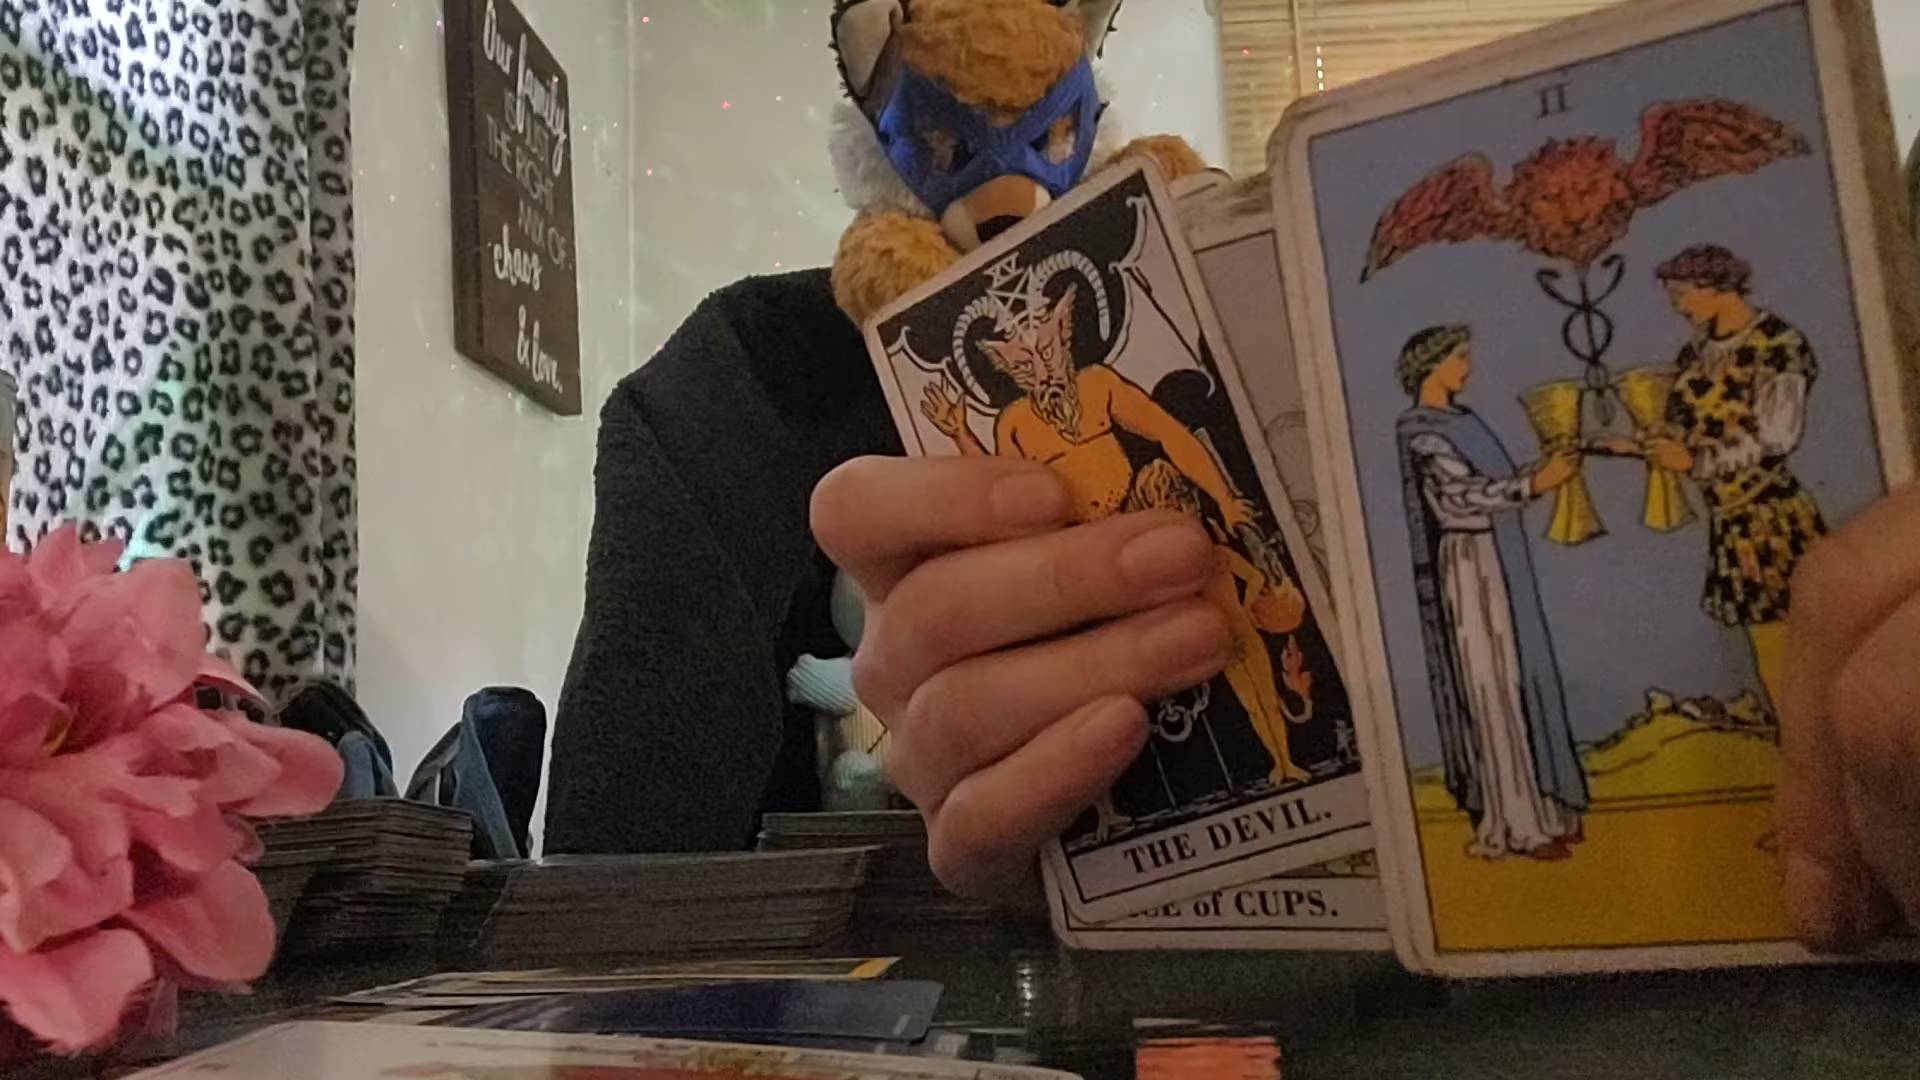 Our family
IS JUST
THE RIGHT
MIX OF
chaos
& love.
XV
THE DEVIL.
of CUPS.
II